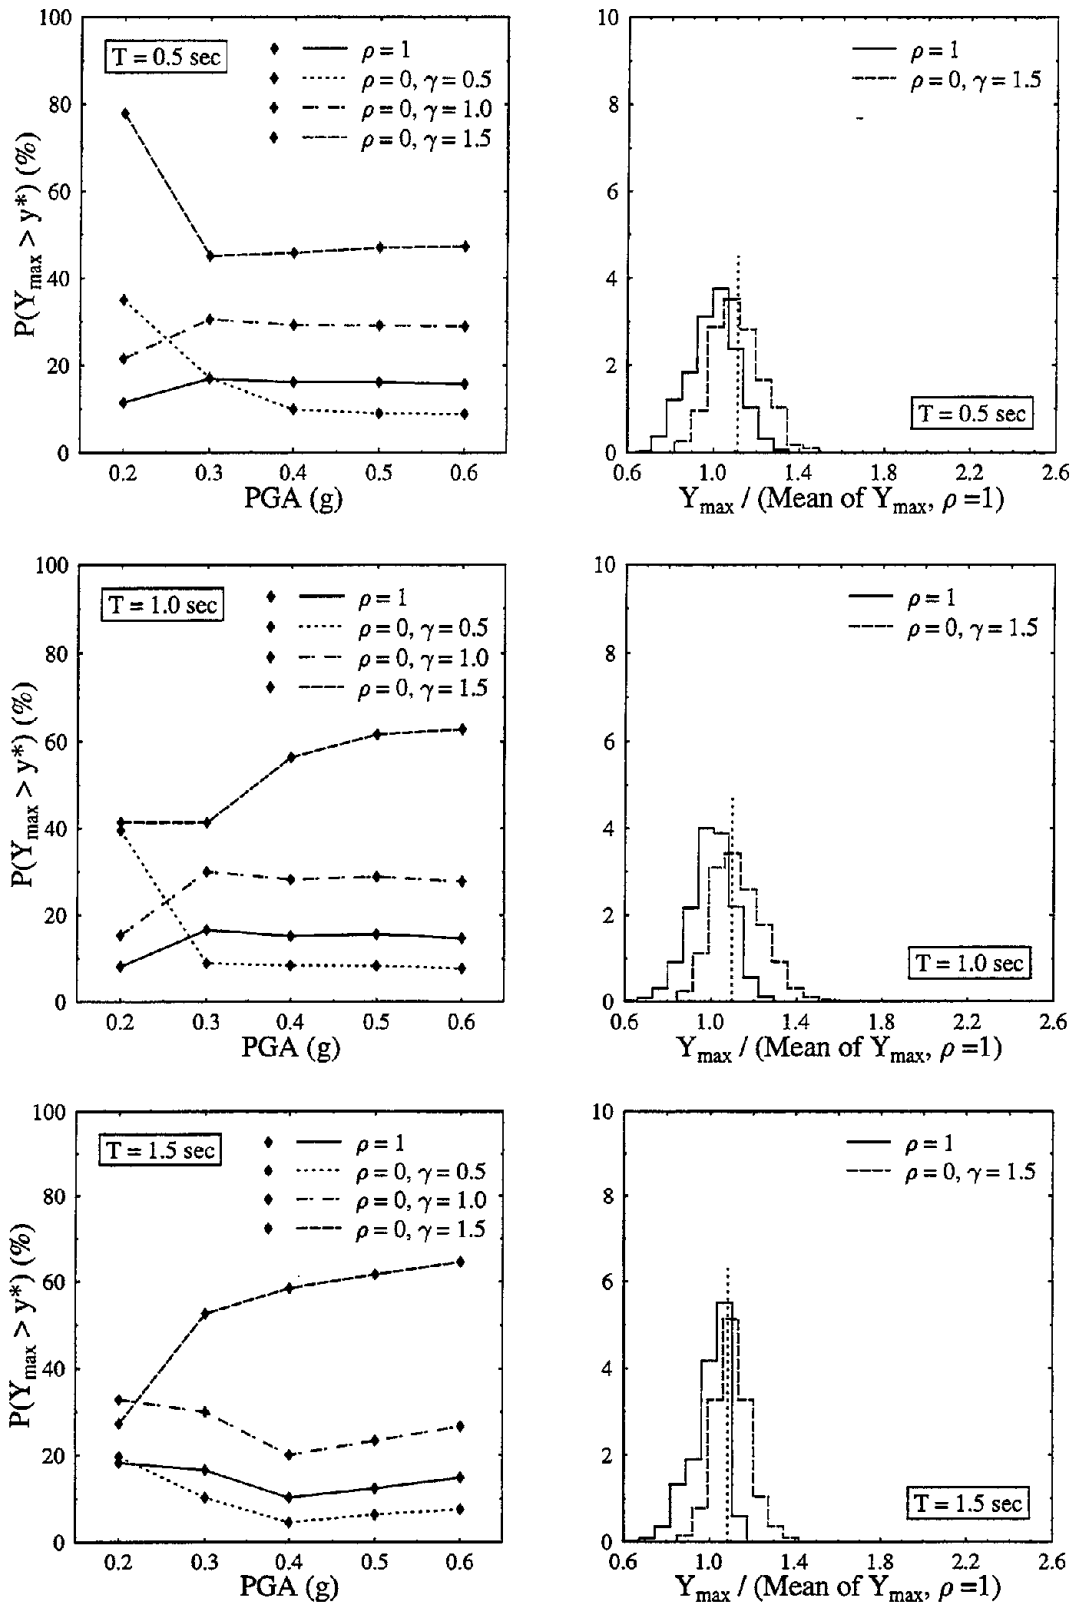 100
80
60
40
20
0
P(Y_max > y*) (%)
T = 0.5 sec
ρ = 1
ρ = 0, γ = 0.5
ρ = 0, γ = 1.0
ρ = 0, γ = 1.5
0.2 0.3 0.4 0.5 0.6
PGA (g)
10
8
6
4
2
0
ρ = 1
ρ = 0, γ = 1.5
T = 0.5 sec
0.6 1.0 1.4 1.8 2.2 2.6
Y_max / (Mean of Y_max, ρ =1)
100
80
60
40
20
0
P(Y_max > y*) (%)
T = 1.0 sec
ρ = 1
ρ = 0, γ = 0.5
ρ = 0, γ = 1.0
ρ = 0, γ = 1.5
0.2 0.3 0.4 0.5 0.6
PGA (g)
10
8
6
4
2
0
ρ = 1
ρ = 0, γ = 1.5
T = 1.0 sec
0.6 1.0 1.4 1.8 2.2 2.6
Y_max / (Mean of Y_max, ρ =1)
100
80
60
40
20
0
P(Y_max > y*) (%)
T = 1.5 sec
ρ = 1
ρ = 0, γ = 0.5
ρ = 0, γ = 1.0
ρ = 0, γ = 1.5
0.2 0.3 0.4 0.5 0.6
PGA (g)
10
8
6
4
2
0
ρ = 1
ρ = 0, γ = 1.5
T = 1.5 sec
0.6 1.0 1.4 1.8 2.2 2.6
Y_max / (Mean of Y_max, ρ =1)